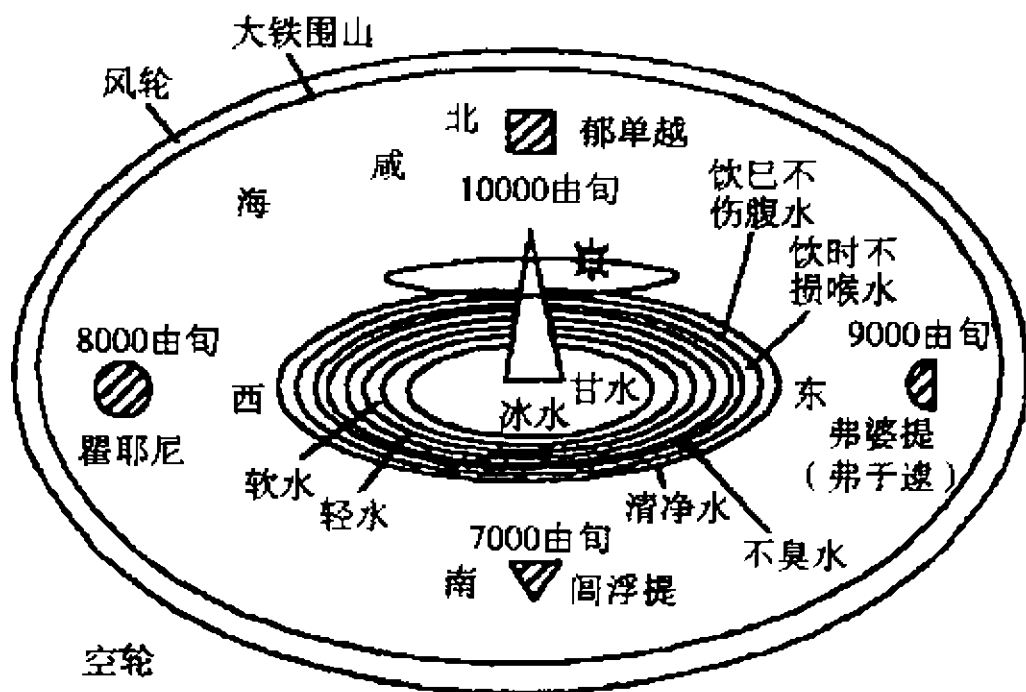 大铁围山
风轮
北
郁单越
咸
海
10000由旬
饮已不
伤腹水
饮时不
损喉水
8000由旬
9000由旬
西
东
甘水
冰水
瞿耶尼
弗婆提
(弗于逮)
软水
轻水
清净水
不臭水
7000由旬
南
阎浮提
空轮